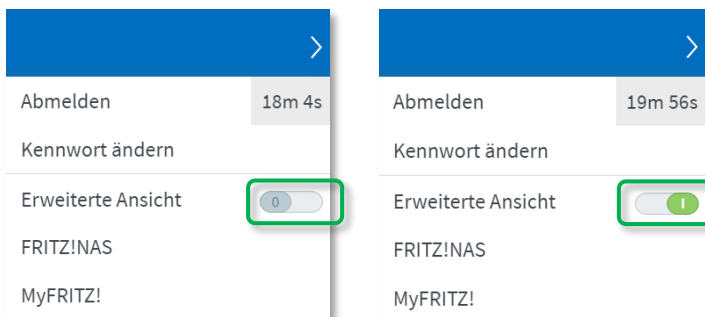 Abmelden 18m 4s
Kennwort ändern
Erweiterte Ansicht 0
FRITZ!NAS
MyFRITZ!
Abmelden 19m 56s
Kennwort ändern
Erweiterte Ansicht I
FRITZ!NAS
MyFRITZ!